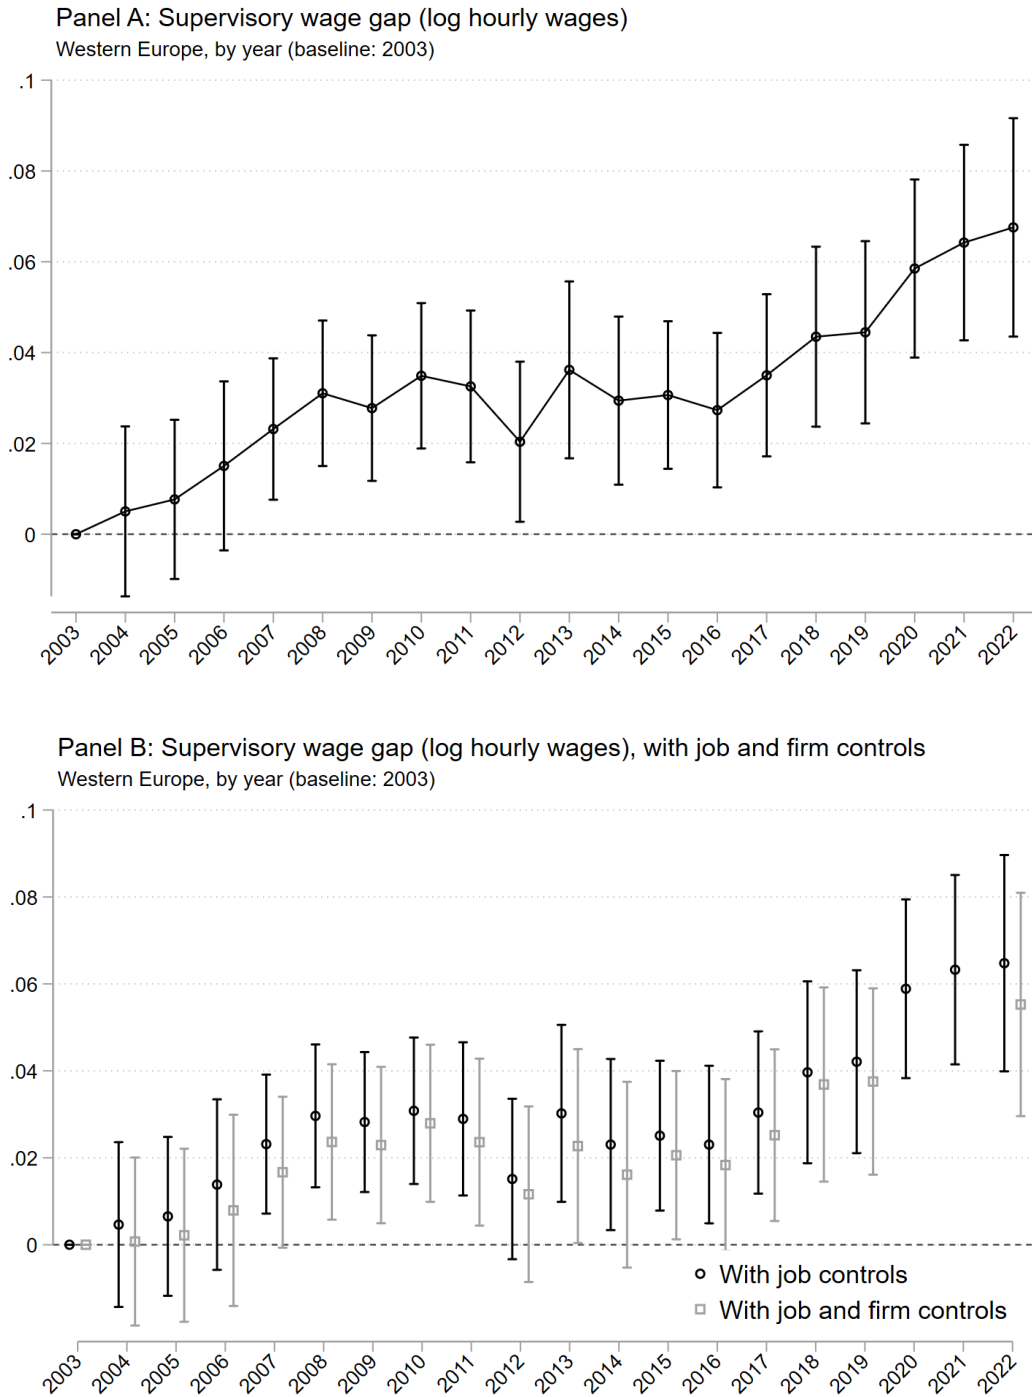 Panel A: Supervisory wage gap (log hourly wages)
Western Europe, by year (baseline: 2003)
.1
.08
.06
.04
.02
0
2003 2004 2005 2006 2007 2008 2009 2010 2011 2012 2013 2014 2015 2016 2017 2018 2019 2020 2021 2022
Panel B: Supervisory wage gap (log hourly wages), with job and firm controls
Western Europe, by year (baseline: 2003)
.1
.08
.06
.04
.02
0
With job controls
With job and firm controls
2003 2004 2005 2006 2007 2008 2009 2010 2011 2012 2013 2014 2015 2016 2017 2018 2019 2020 2021 2022